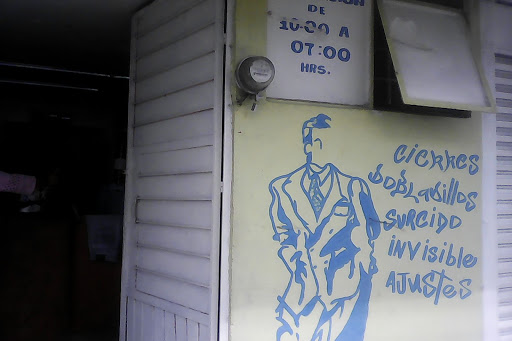 DE
10:00 A
07:00
HRS.
CIERRES
DOBLADILLOS
SURCIDO
INVISIBLE
AJUSTES